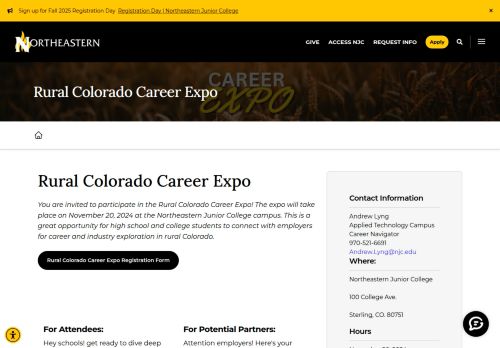 Sign up for Fall 2025 Registration Day Registration Day | Northeastern Junior College ×
NORTHEASTERN
GIVE ACCESS NJC REQUEST INFO Apply
CAREER
EXPO
Rural Colorado Career Expo
Rural Colorado Career Expo
You are invited to participate in the Rural Colorado Career Expo! The expo will take
place on November 20, 2024 at the Northeastern Junior College campus. This is a
great opportunity for high school and college students to connect with employers
for career and industry exploration in rural Colorado.
Rural Colorado Career Expo Registration Form
For Attendees:
Hey schools! get ready to dive deep
For Potential Partners:
Attention employers! Here's your
Contact Information
Andrew Lyng
Applied Technology Campus
Career Navigator
970-521-6691
Andrew.Lyng@njc.edu
Where:
Northeastern Junior College
100 College Ave.
Sterling, CO. 80751
Hours